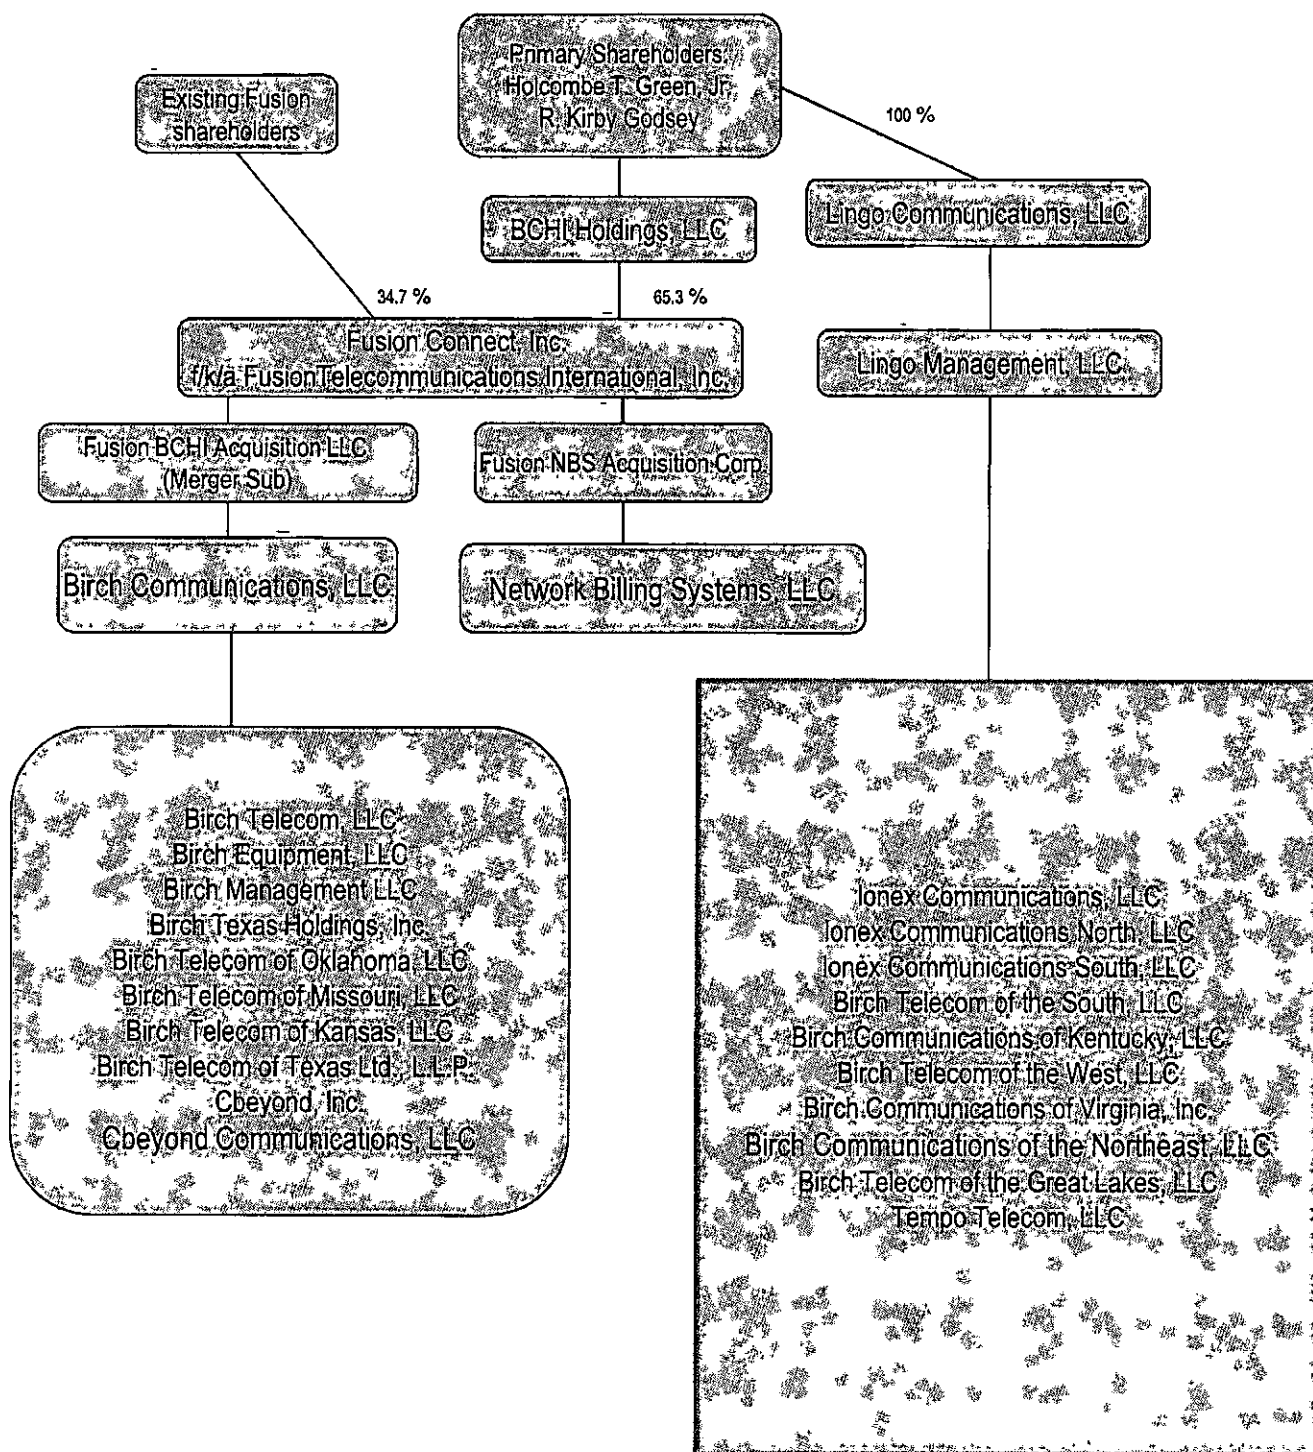 Primary Shareholders:
Holcombe T. Green, Jr.
R. Kirby Godsey
Existing Fusion
shareholders
100 %
Lingo Communications, LLC
BCHI Holdings, LLC
34.7 %
65.3 %
Fusion Connect, Inc.
f/k/a FusionTelecommunications International, Inc.
Lingo Management, LLC
Fusion BCHI Acquisition LLC
(Merger Sub)
Fusion NBS Acquisition Corp
Birch Communications, LLC
Network Billing Systems, LLC
Birch Telecom, LLC
Birch Equipment, LLC
Birch Management LLC
Birch Texas Holdings, Inc.
Birch Telecom of Oklahoma, LLC
Birch Telecom of Missouri, LLC
Birch Telecom of Kansas, LLC
Birch Telecom of Texas Ltd., L.L.P.
Cbeyond, Inc.
Cbeyond Communications, LLC
Ionex Communications, LLC
Ionex Communications North, LLC
Ionex Communications South, LLC
Birch Telecom of the South, LLC
Birch Communications of Kentucky, LLC
Birch Telecom of the West, LLC
Birch Communications of Virginia, Inc.
Birch Communications of the Northeast, LLC
Birch Telecom of the Great Lakes, LLC
Tempo Telecom, LLC